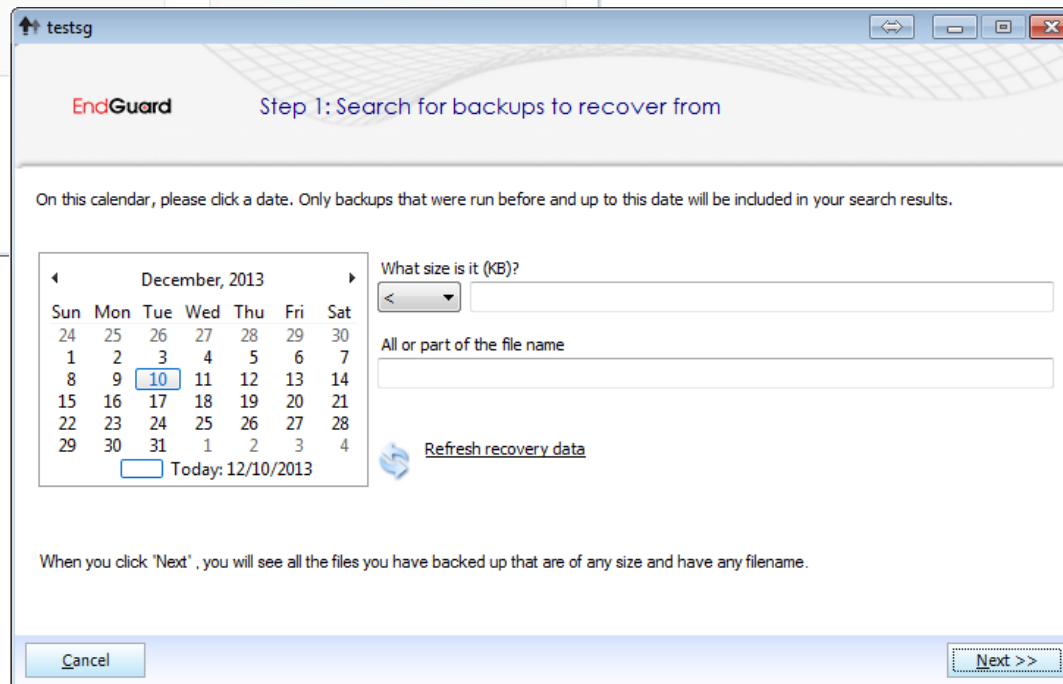 testsg
EndGuard
Step 1: Search for backups to recover from
On this calendar, please click a date. Only backups that were run before and up to this date will be included in your search results.
December, 2013
Sun Mon Tue Wed Thu Fri Sat
24 25 26 27 28 29 30
1 2 3 4 5 6 7
8 9 10 11 12 13 14
15 16 17 18 19 20 21
22 23 24 25 26 27 28
29 30 31 1 2 3 4
Today: 12/10/2013
What size is it (KB)?
<
All or part of the file name
Refresh recovery data
When you click 'Next' , you will see all the files you have backed up that are of any size and have any filename.
Cancel
Next >>